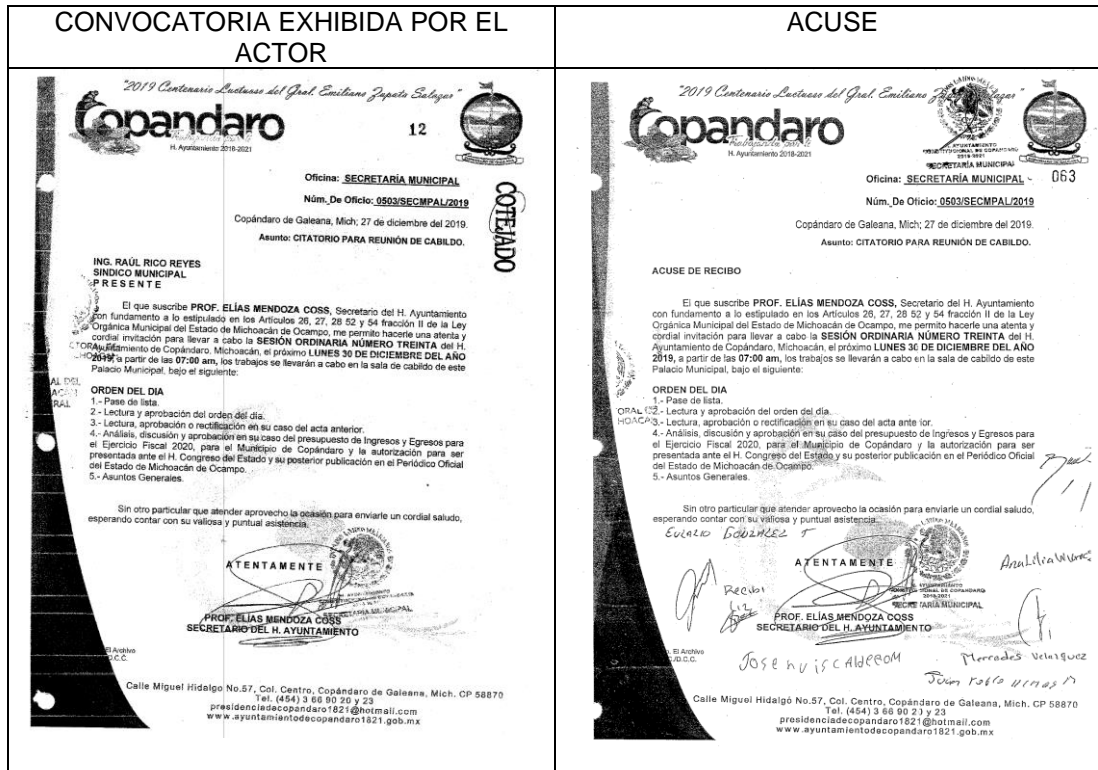 CONVOCATORIA EXHIBIDA POR EL
ACTOR
"2019 Centenario Luctuoso del Gral. Emiliano Zapata Salazar"
Copandaro
H. Ayuntamiento 2018-2021
12
Oficina: SECRETARÍA MUNICIPAL
Núm. De Oficio: 0503/SECMPAL/2019
COTEJADO
Copándaro de Galeana, Mich; 27 de diciembre del 2019.
Asunto: CITATORIO PARA REUNIÓN DE CABILDO.
ING. RAÚL RICO REYES
SINDICO MUNICIPAL
P R E S E N T E
El que suscribe PROF. ELÍAS MENDOZA COSS, Secretario del H. Ayuntamiento
con fundamento a lo estipulado en los Artículos 26, 27, 28 52 y 54 fracción II de la Ley
Orgánica Municipal del Estado de Michoacán de Ocampo, me permito hacerle una atenta y
cordial invitación para llevar a cabo la SESIÓN ORDINARIA NÚMERO TREINTA del H.
Ayuntamiento de Copándaro, Michoacán, el próximo LUNES 30 DE DICIEMBRE DEL AÑO
2019, a partir de las 07:00 am, los trabajos se llevarán a cabo en la sala de cabildo de este
Palacio Municipal, bajo el siguiente:
ORDEN DEL DIA
1.- Pase de lista.
2.- Lectura y aprobación del orden del día.
3.- Lectura, aprobación o rectificación en su caso del acta anterior.
4.- Análisis, discusión y aprobación en su caso del presupuesto de Ingresos y Egresos para
el Ejercicio Fiscal 2020, para el Municipio de Copándaro y la autorización para ser
presentada ante el H. Congreso del Estado y su posterior publicación en el Periódico Oficial
del Estado de Michoacán de Ocampo.
5.- Asuntos Generales.
Sin otro particular que atender aprovecho la ocasión para enviarle un cordial saludo,
esperando contar con su valiosa y puntual asistencia.
ATENTAMENTE
SECRETARÍA MUNICIPAL
PROF. ELÍAS MENDOZA COSS
SECRETARIO DEL H. AYUNTAMIENTO
El Archivo
Calle Miguel Hidalgo No.57, Col. Centro, Copándaro de Galeana, Mich. CP 58870
Tel. (454) 3 66 90 20 y 23
presidenciadecopandaro1821@hotmail.com
www.ayuntamientodecopandaro1821.gob.mx
ACUSE
"2019 Centenario Luctuoso del Gral. Emiliano
Copandaro
H. Ayuntamiento 2018-2021
SECRETARÍA MUNICIPAL
063
Oficina: SECRETARÍA MUNICIPAL
Núm. De Oficio: 0503/SECMPAL/2019
Copándaro de Galeana, Mich; 27 de diciembre del 2019.
Asunto: CITATORIO PARA REUNIÓN DE CABILDO.
ACUSE DE RECIBO
El que suscribe PROF. ELÍAS MENDOZA COSS, Secretario del H. Ayuntamiento
con fundamento a lo estipulado en los Artículos 26, 27, 28 52 y 54 fracción II de la Ley
Orgánica Municipal del Estado de Michoacán de Ocampo, me permito hacerle una atenta y
cordial invitación para llevar a cabo la SESIÓN ORDINARIA NÚMERO TREINTA del H.
Ayuntamiento de Copándaro, Michoacán, el próximo LUNES 30 DE DICIEMBRE DEL AÑO
2019, a partir de las 07:00 am, los trabajos se llevarán a cabo en la sala de cabildo de este
Palacio Municipal, bajo el siguiente:
ORDEN DEL DIA
1.- Pase de lista.
2.- Lectura y aprobación del orden del día.
3.- Lectura, aprobación o rectificación en su caso del acta anterior.
4.- Análisis, discusión y aprobación en su caso del presupuesto de Ingresos y Egresos para
el Ejercicio Fiscal 2020, para el Municipio de Copándaro y la autorización para ser
presentada ante el H. Congreso del Estado y su posterior publicación en el Periódico Oficial
del Estado de Michoacán de Ocampo.
5.- Asuntos Generales.
Sin otro particular que atender aprovecho la ocasión para enviarle un cordial saludo,
esperando contar con su valiosa y puntual asistencia.
EULALIO GONZALEZ T
ATENTAMENTE
Recibi
SECRETARÍA MUNICIPAL
PROF. ELÍAS MENDOZA COSS
SECRETARIO DEL H. AYUNTAMIENTO
El Archivo
Mercedes Velazquez
Calle Miguel Hidalgo No.57, Col. Centro, Copándaro de Galeana, Mich. CP 58870
Tel. (454) 3 66 90 20 y 23
presidenciadecopandaro1821@hotmail.com
www.ayuntamientodecopandaro1821.gob.mx